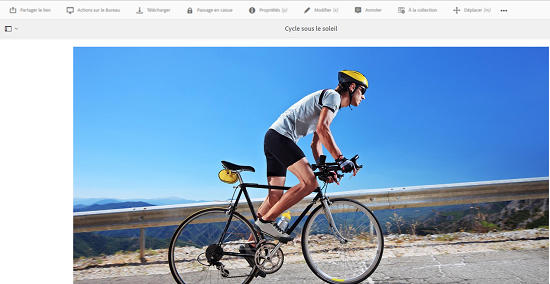 Partager le lien Actions sur le Bureau Télécharger Passage en caisse Propriétés (p) Modifier (e) Annoter À la collection Déplacer (m) •••
Cycle sous le soleil